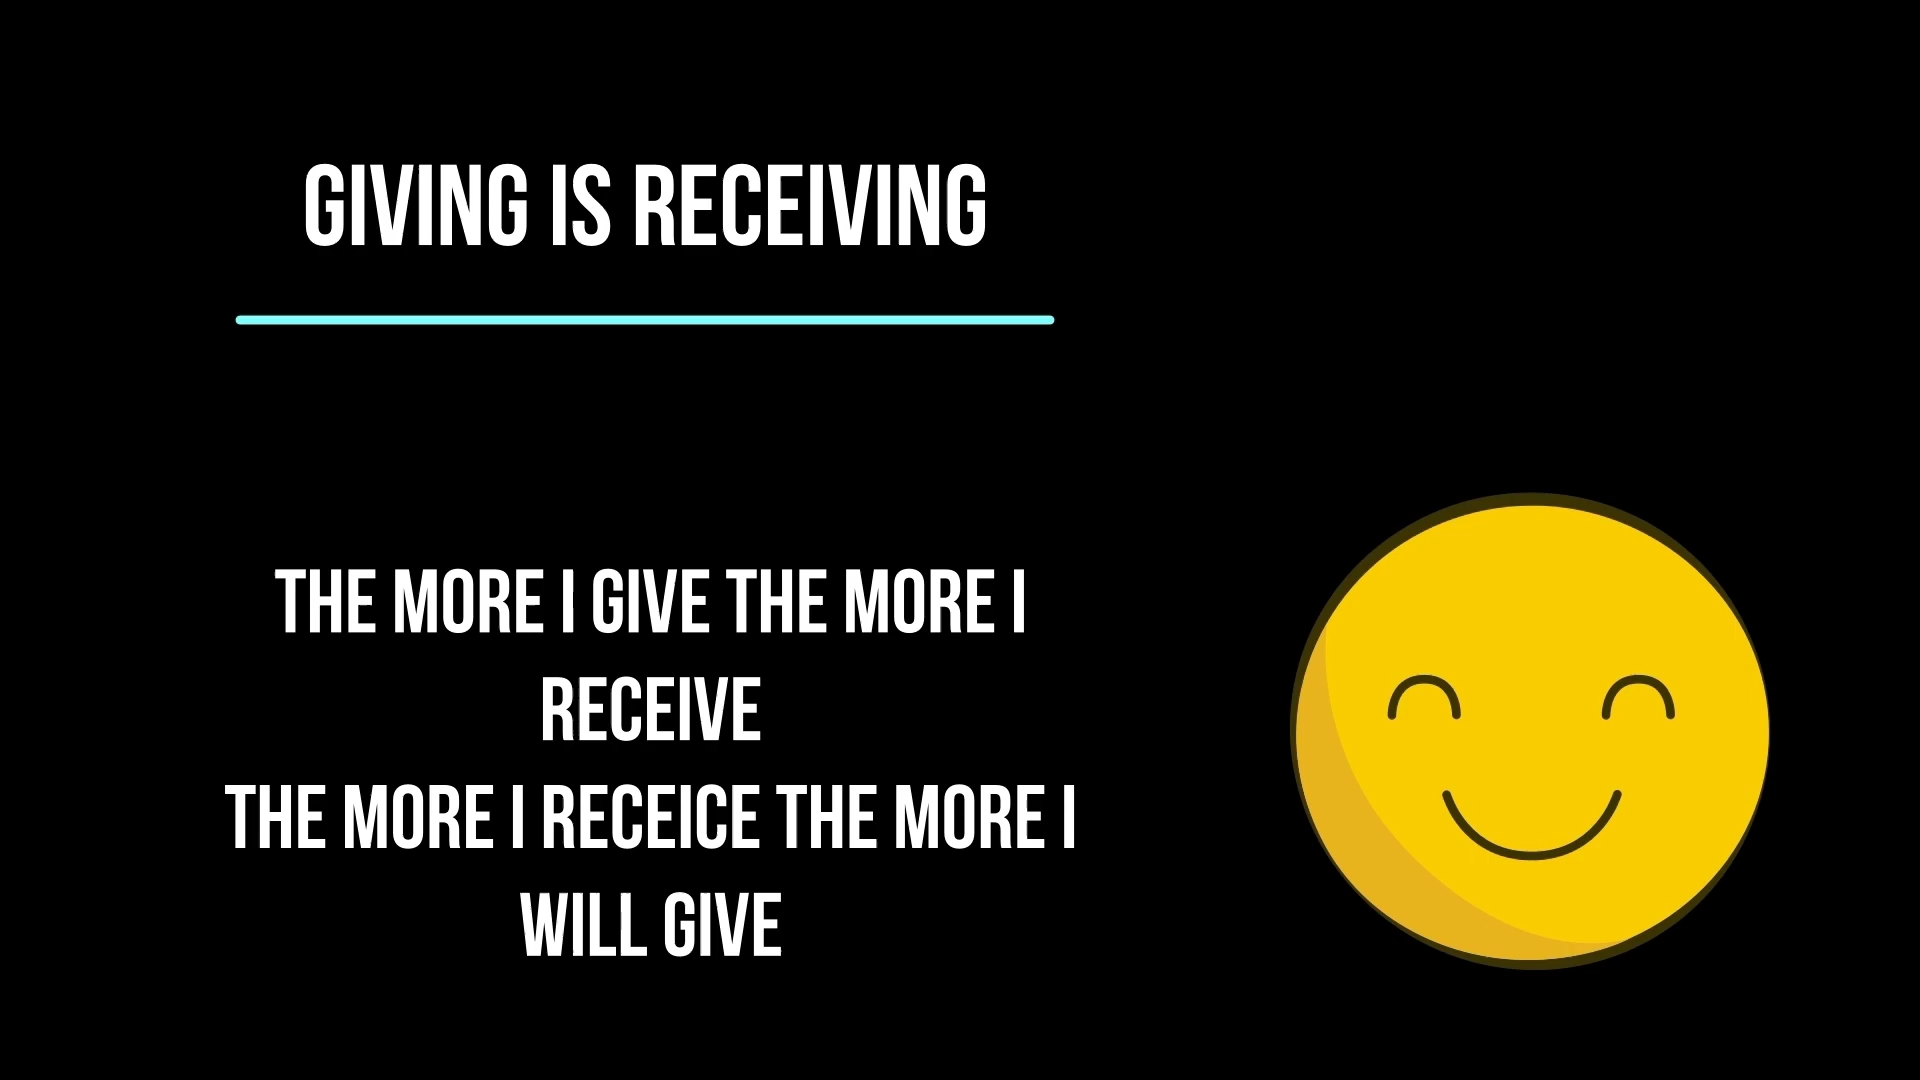 GIVING IS RECEIVING
THE MORE I GIVE THE MORE I
RECEIVE
THE MORE I RECEICE THE MORE I
WILL GIVE